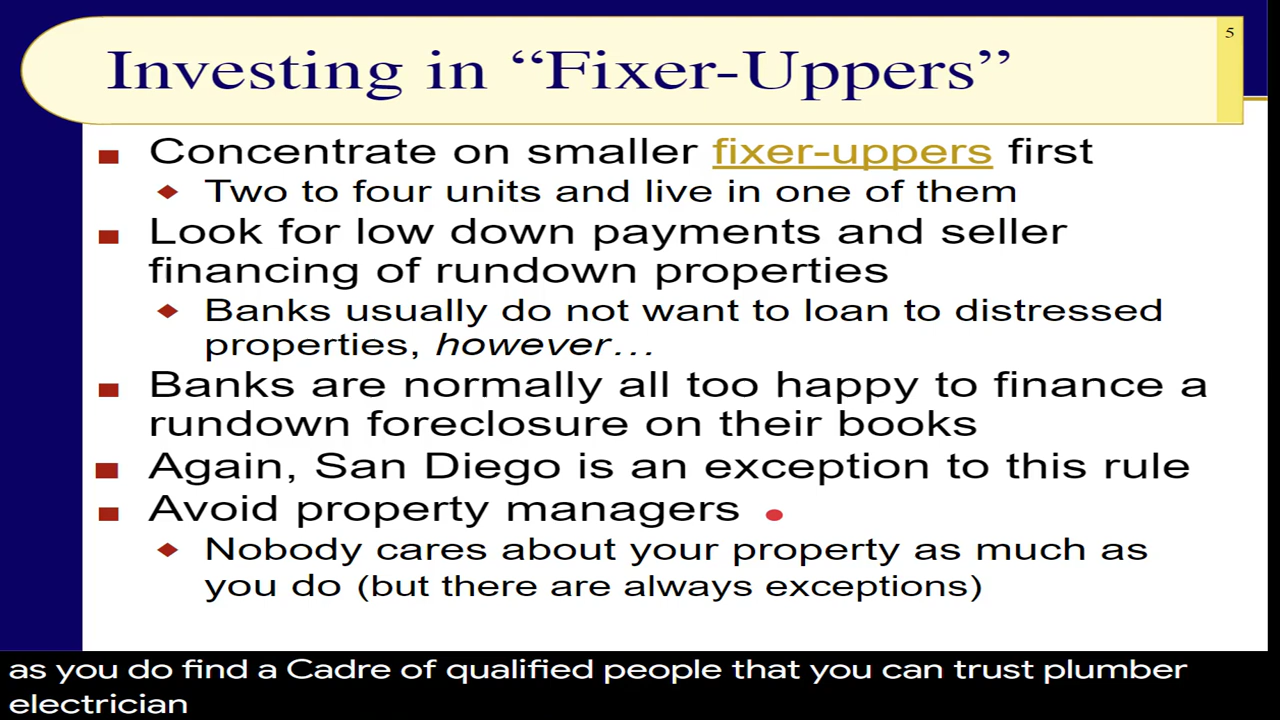 5
Investing in “Fixer-Uppers”
Concentrate on smaller fixer-uppers first
Two to four units and live in one of them
Look for low down payments and seller
financing of rundown properties
Banks usually do not want to loan to distressed
properties, however…
Banks are normally all too happy to finance a
rundown foreclosure on their books
Again, San Diego is an exception to this rule
Avoid property managers
Nobody cares about your property as much as
you do (but there are always exceptions)
as you do find a Cadre of qualified people that you can trust plumber
electrician